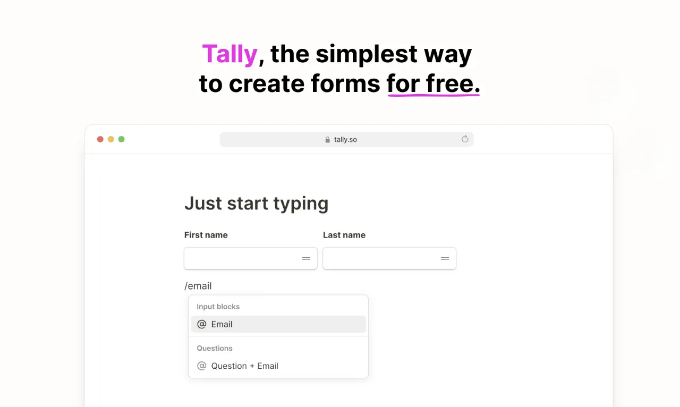 Tally, the simplest way
to create forms for free.
tally.so
Just start typing
First name
Last name
/email
Input blocks
Email
Questions
Question + Email